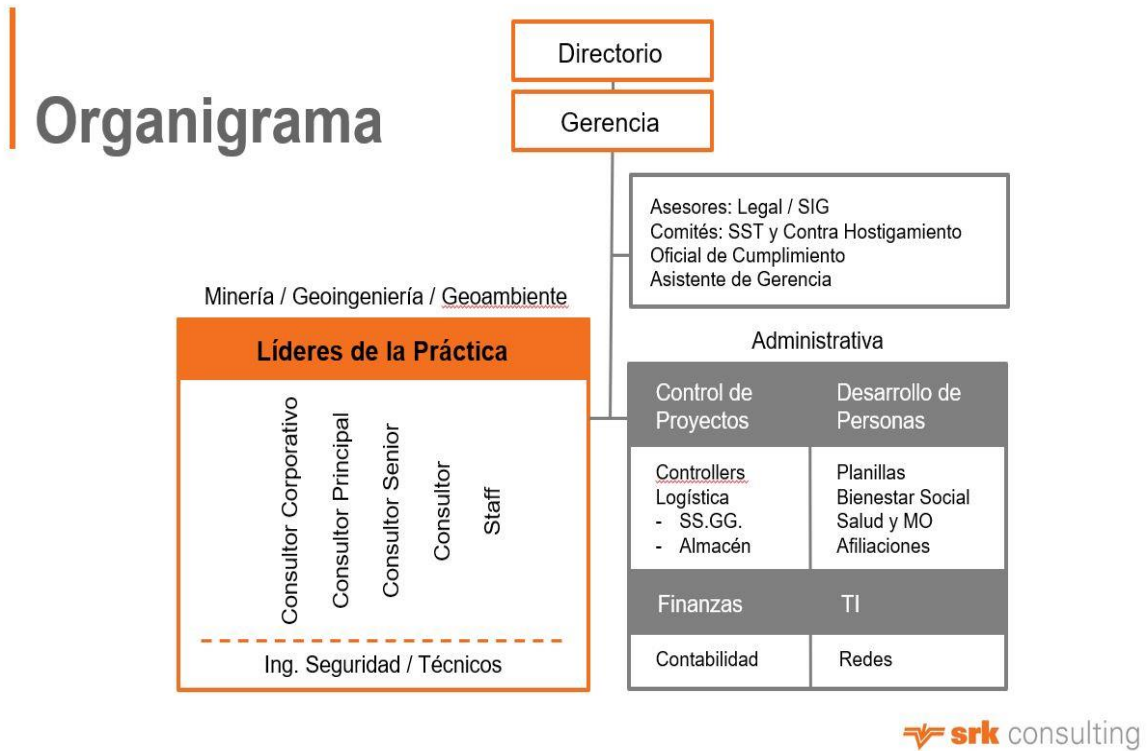 Organigrama
Directorio
Gerencia
Asesores: Legal / SIG
Comités: SST y Contra Hostigamiento
Oficial de Cumplimiento
Asistente de Gerencia
Minería / Geoingeniería / Geoambiente
Líderes de la Práctica
Consultor Corporativo
Consultor Principal
Consultor Senior
Consultor
Staff
Ing. Seguridad / Técnicos
Administrativa
Control de
Proyectos
Desarrollo de
Personas
Controllers
Logística
- SS.GG.
- Almacén
Planillas
Bienestar Social
Salud y MO
Afiliaciones
Finanzas
TI
Contabilidad
Redes
srk consulting